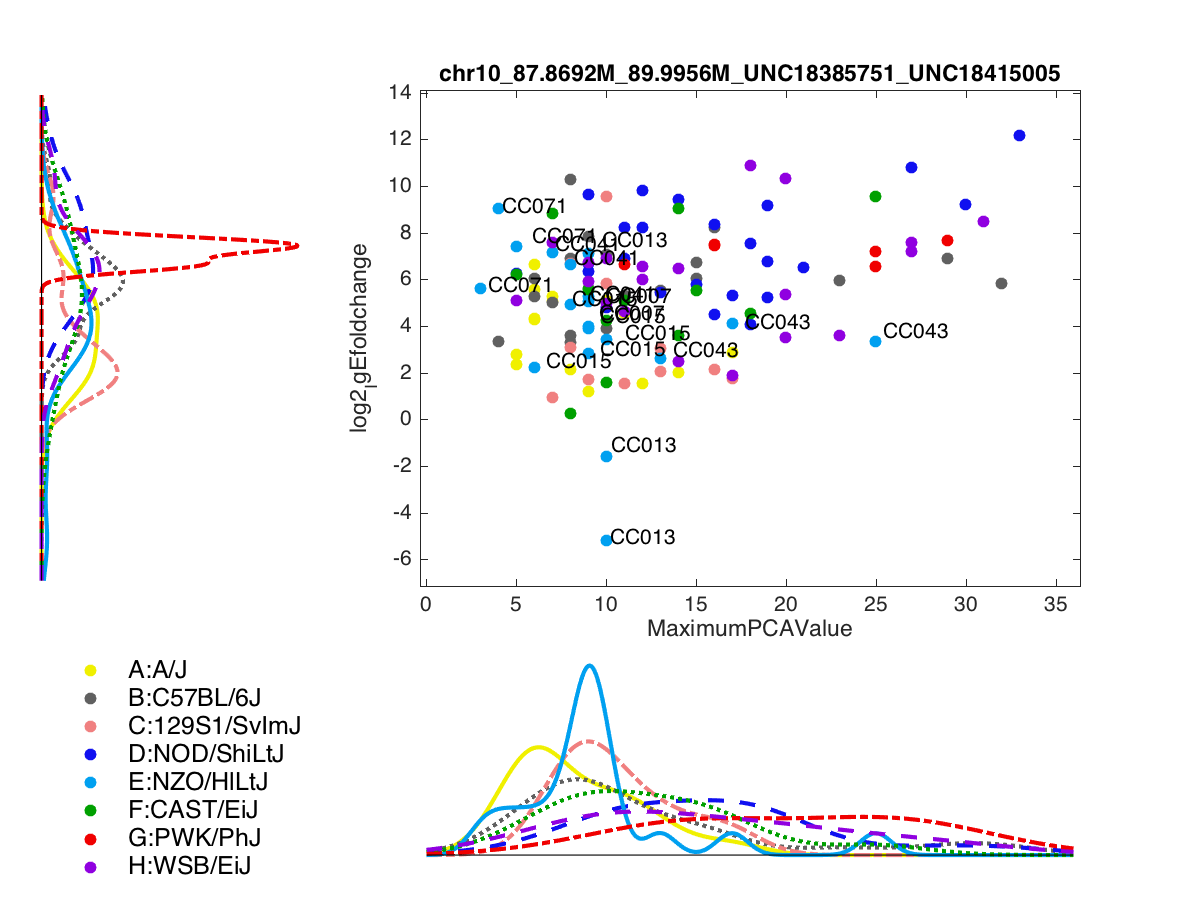 chr10_87.8692M_89.9956M_UNC18385751_UNC18415005
14
12
10
8
6
4
2
0
-2
-4
-6
log2lgEfoldchange
CC071
CC071
CC041
CC013
CC041
CC071
CC007
CC007
CC015
CC015
CC043
CC043
CC015
CC043
CC015
CC013
CC013
0
5
10
15
20
25
30
35
MaximumPCAValue
A:A/J
B:C57BL/6J
C:129S1/SvImJ
D:NOD/ShiLtJ
E:NZO/HlLtJ
F:CAST/EiJ
G:PWK/PhJ
H:WSB/EiJ